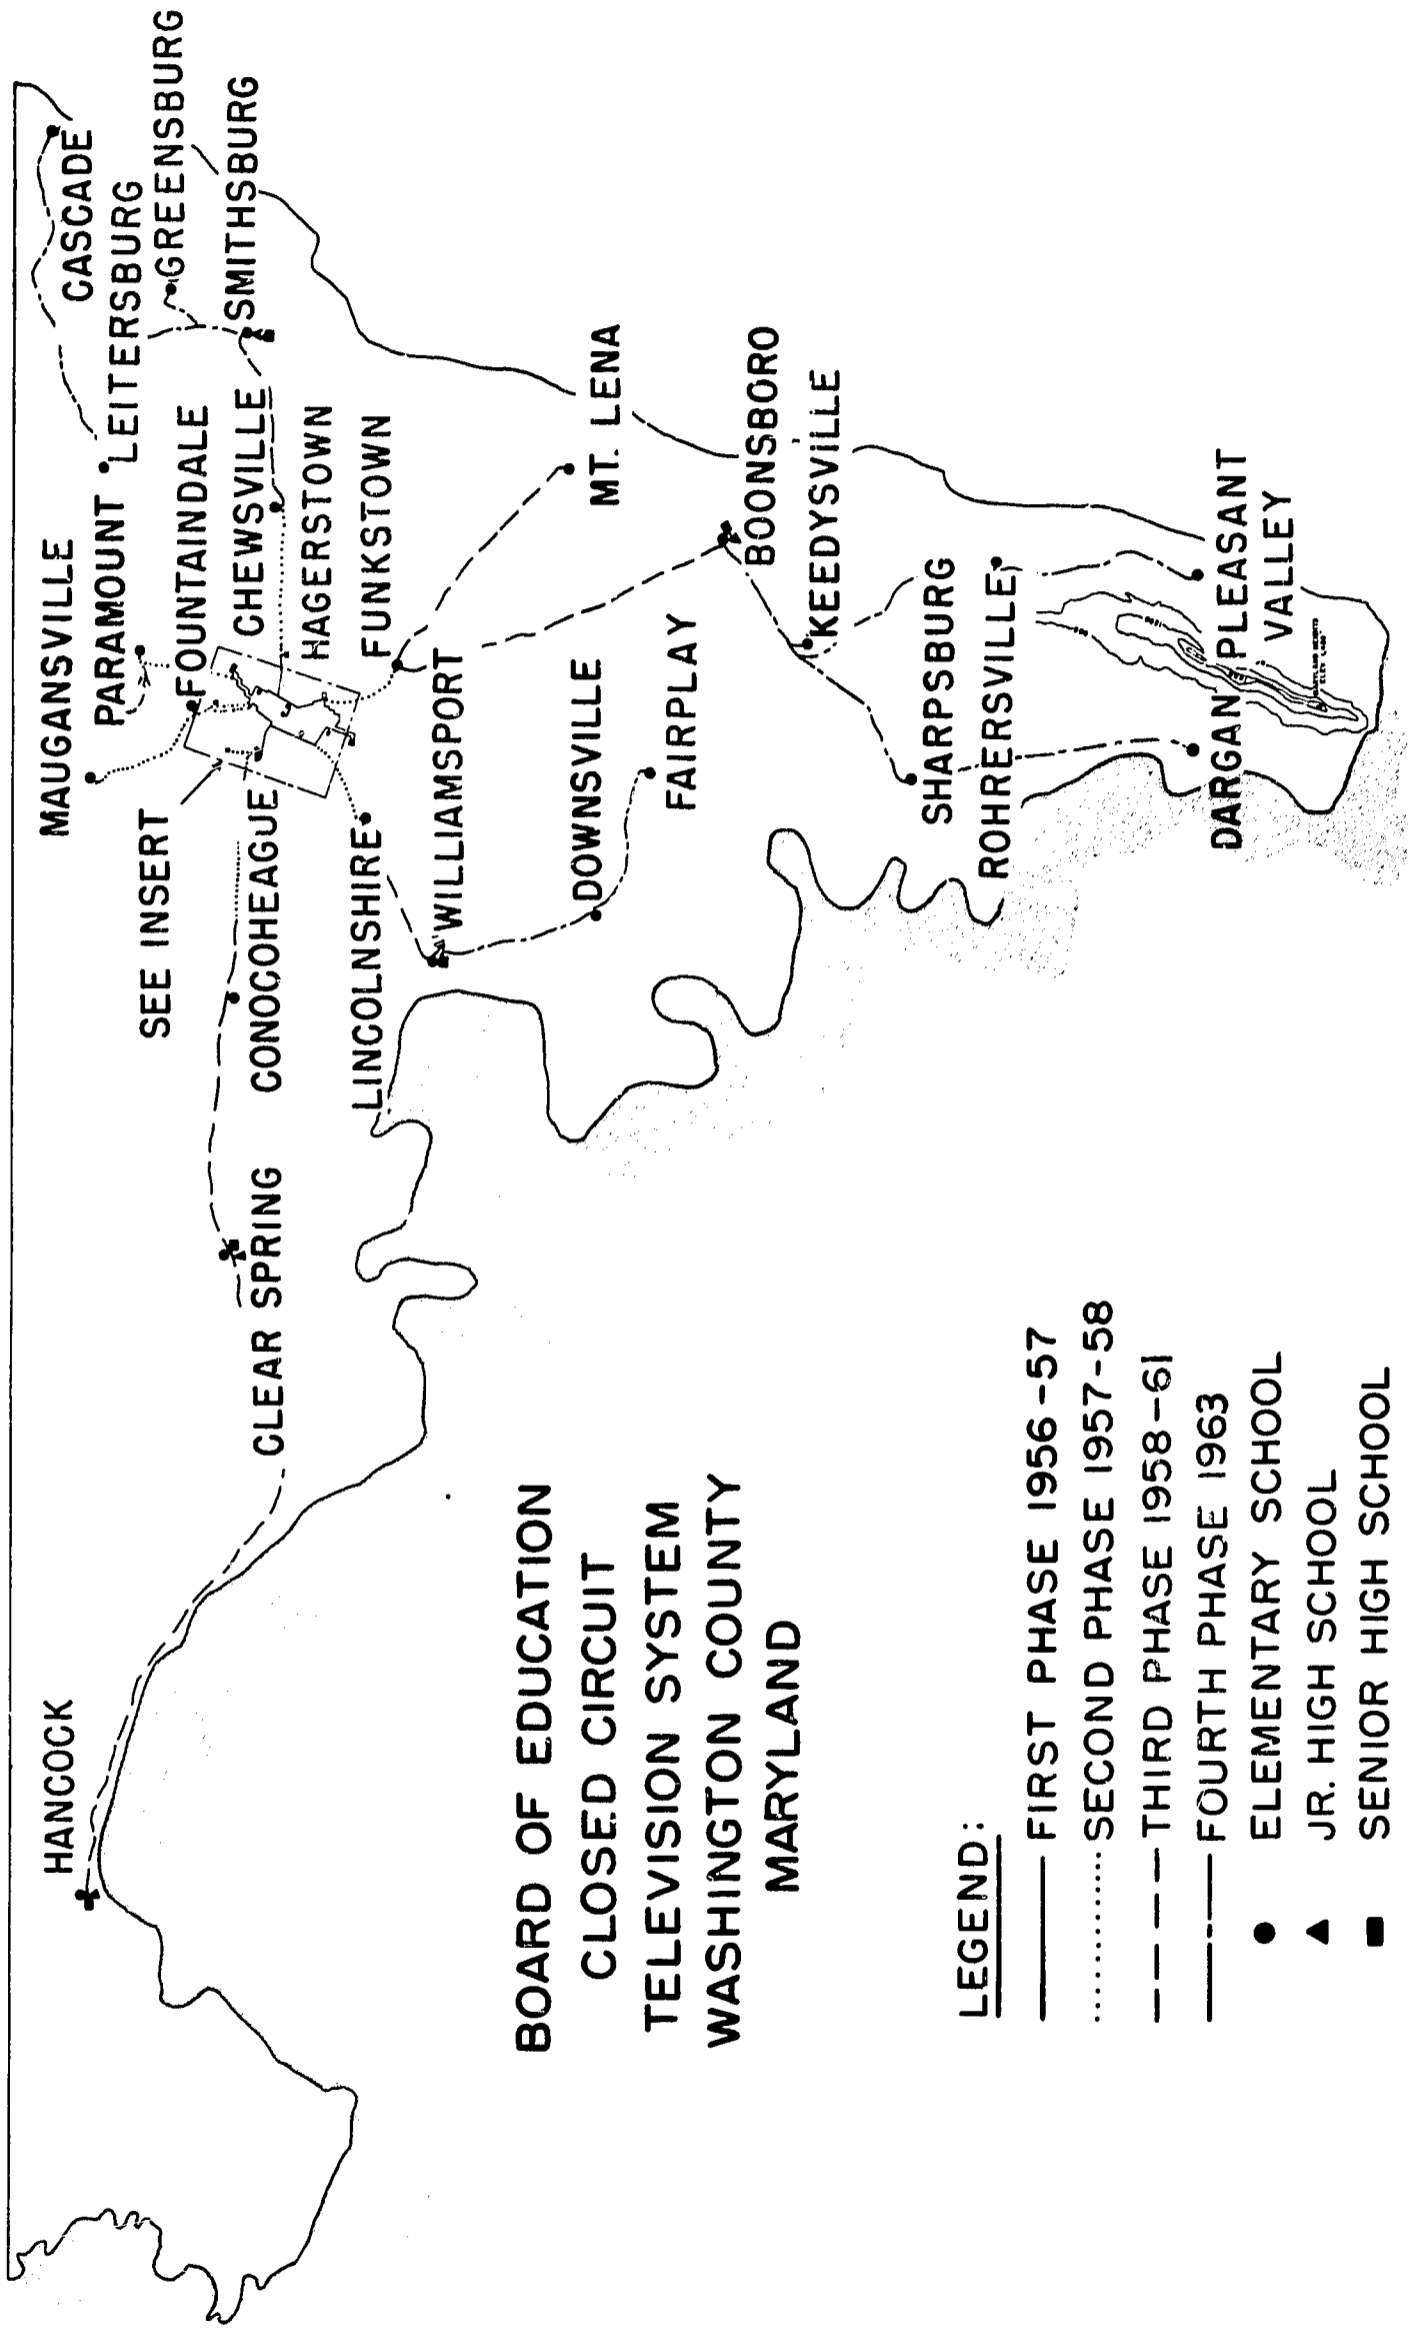 HANCOCK
CLEAR SPRING
CONOCOHEAGUE
SEE INSERT
MAUGANSVILLE
PARAMOUNT
LEITERSBURG
CASCADE
GREENSBURG
SMITHSBURG
FOUNTAINDALE
CHEWSVILLE
HAGERSTOWN
FUNKSTOWN
LINCOLNSHIRE
WILLIAMSPORT
DOWNSVILLE
FAIRPLAY
MT. LENA
BOONSBORO
KEEDYSVILLE
SHARPSBURG
ROHRERSVILLE
DARGAN
PLEASANT
VALLEY
BOARD OF EDUCATION
CLOSED CIRCUIT
TELEVISION SYSTEM
WASHINGTON COUNTY
MARYLAND
LEGEND:
FIRST PHASE 1956-57
SECOND PHASE 1957-58
THIRD PHASE 1958-61
FOURTH PHASE 1963
ELEMENTARY SCHOOL
JR. HIGH SCHOOL
SENIOR HIGH SCHOOL